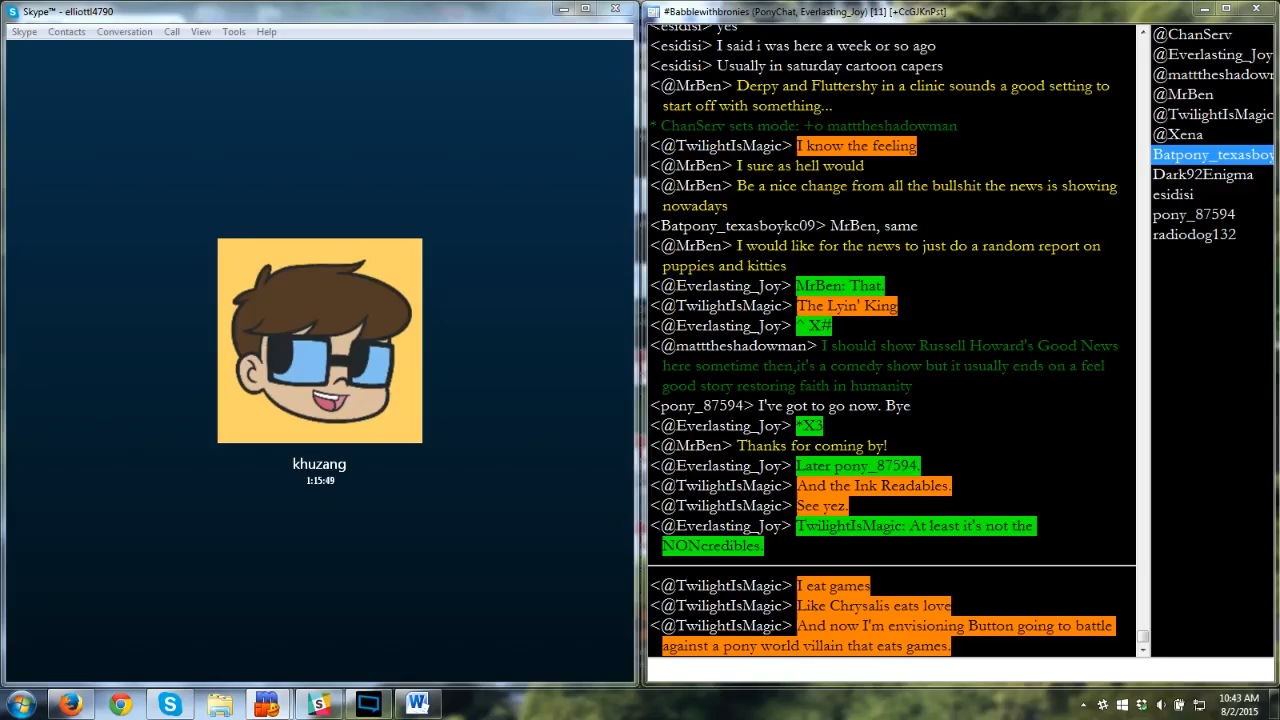 Skype™ - elliottl4790
Skype Contacts Conversation Call View Tools Help
khuzang
1:15:49
#Babblewithbronies (PonyChat, Everlasting_Joy) [11] [+CcGJKnPst]
<esidisi> yes
<esidisi> I said i was here a week or so ago
<esidisi> Usually in saturday cartoon capers
<@MrBen> Derpy and Fluttershy in a clinic sounds a good setting to
start off with something...
* ChanServ sets mode: +o matttheshadowman
<@TwilightIsMagic> I know the feeling
<@MrBen> I sure as hell would
<@MrBen> Be a nice change from all the bullshit the news is showing
nowadays
<Batpony_texasboykc09> MrBen, same
<@MrBen> I would like for the news to just do a random report on
puppies and kitties
<@Everlasting_Joy> MrBen: That.
<@TwilightIsMagic> The Lyin' King
<@Everlasting_Joy> ^ X#
<@matttheshadowman> I should show Russell Howard's Good News
here sometime then,it's a comedy show but it usually ends on a feel
good story restoring faith in humanity
<pony_87594> I've got to go now. Bye
<@Everlasting_Joy> *X3
<@MrBen> Thanks for coming by!
<@Everlasting_Joy> Later pony_87594.
<@TwilightIsMagic> And the Ink Readables.
<@TwilightIsMagic> See yez.
<@Everlasting_Joy> TwilightIsMagic: At least it's not the
NONcredibles.
<@TwilightIsMagic> I eat games
<@TwilightIsMagic> Like Chrysalis eats love
<@TwilightIsMagic> And now I'm envisioning Button going to battle
against a pony world villain that eats games.
@ChanServ
@Everlasting_Joy
@matttheshadown
@MrBen
@TwilightIsMagic
@Xena
Batpony_texasboy
Dark92Enigma
esidisi
pony_87594
radiodog132
10:43 AM
8/2/2015